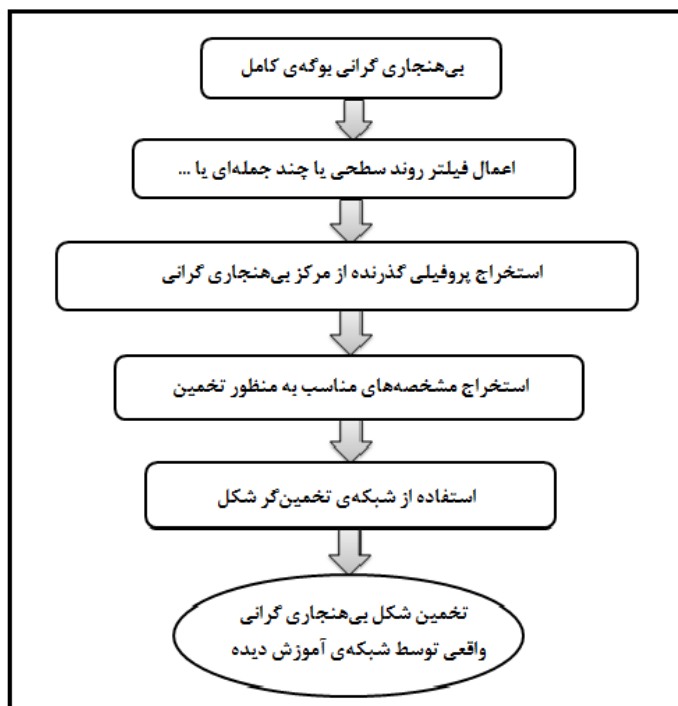 بی‌هنجاری گرانی بوگه‌ی کامل
اعمال فیلتر روند سطحی یا چند جمله‌ای یا ...
استخراج پروفیلی گذرنده از مرکز بی‌هنجاری گرانی
استخراج مشخصه‌های مناسب به منظور تخمین
استفاده از شبکه‌ی تخمین‌گر شکل
تخمین شکل بی‌هنجاری گرانی
واقعی توسط شبکه‌ی آموزش دیده